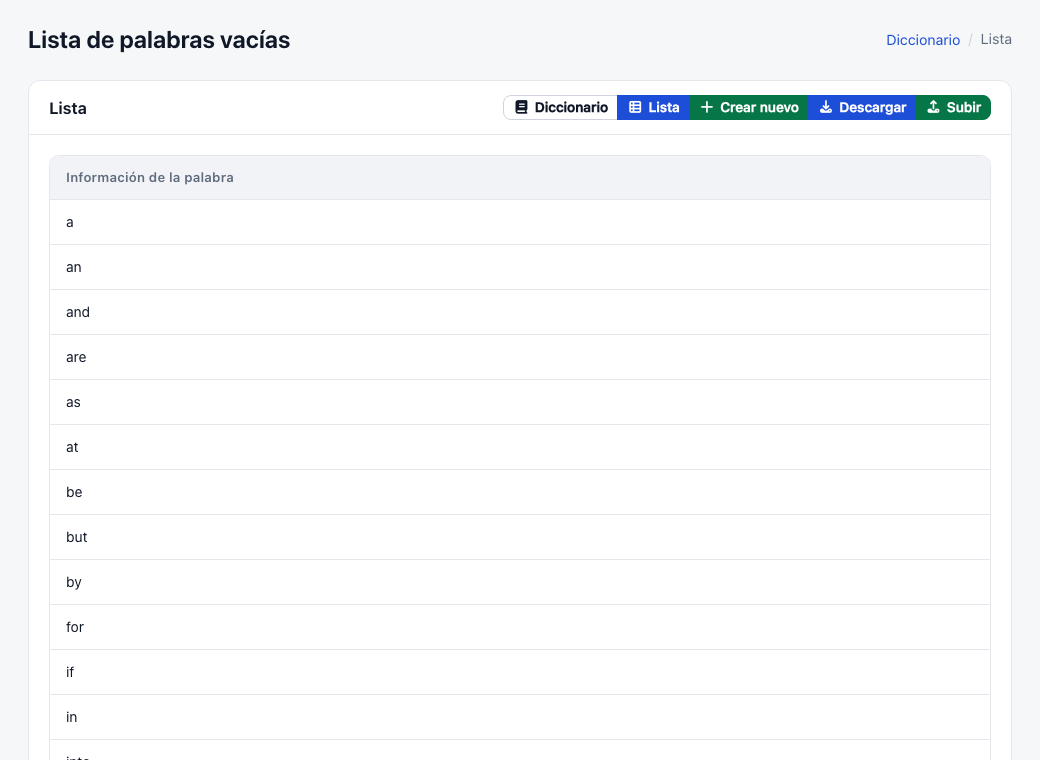 Lista de palabras vacías
Diccionario / Lista
Lista
Diccionario Lista Crear nuevo Descargar Subir
Información de la palabra
a
an
and
are
as
at
be
but
by
for
if
in